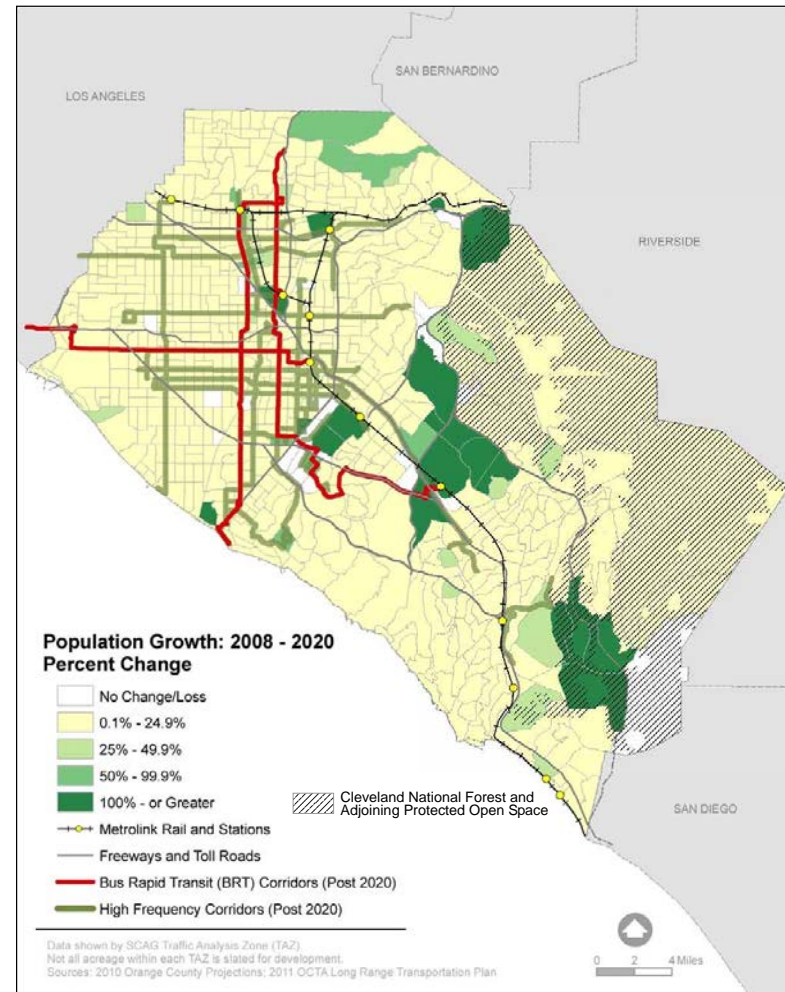 SAN BERNARDINO
LOS ANGELES
RIVERSIDE
Population Growth: 2008 - 2020
Percent Change
No Change/Loss
0.1% - 24.9%
25% - 49.9%
50% - 99.9%
100% - or Greater
Cleveland National Forest and
Adjoining Protected Open Space
Metrolink Rail and Stations
Freeways and Toll Roads
Bus Rapid Transit (BRT) Corridors (Post 2020)
High Frequency Corridors (Post 2020)
SAN DIEGO
Data shown by SCAG Traffic Analysis Zone (TAZ)
Not all acreage within each TAZ is slated for development.
Sources: 2010 Orange County Projections; 2011 OCTA Long Range Transportation Plan
0 2 4 Miles